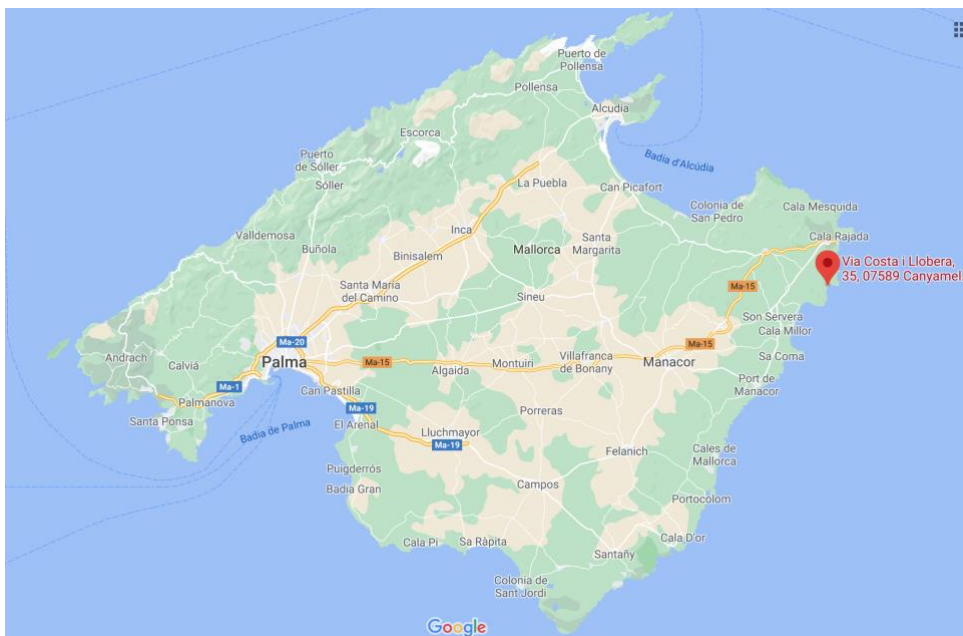 Puerto de
Pollensa
Pollensa
Alcudia
Escorca
Badia d'Alcúdia
Puerto
de Sóller
Sóller
La Puebla
Can Picafort
Colonia de
San Pedro
Cala Mesquida
Valldemosa
Inca
Santa
Margarita
Cala Rajada
Buñola
Binisalem
Mallorca
Via Costa i Llobera,
35, 07589 Canyamel
Santa María
del Camino
Sineu
Ma-15
Son Servera
Cala Millor
Ma-20
Ma-15
Andrach
Calviá
Palma
Ma-15
Algaida
Montuiri
Villafranca
de Bonany
Manacor
Sa Coma
Ma-1
Can Pastilla
Port de
Manacor
Palmanova
Ma-19
Santa Ponsa
Badia de Palma
El Arenal
Lluchmayor
Porreras
Ma-19
Felanich
Cales de
Mallorca
Puigderrós
Badia Gran
Campos
Portocolom
Cala Pi
Sa Ràpita
Cala D'or
Santañy
Colonia de
Sant Jordi
Google